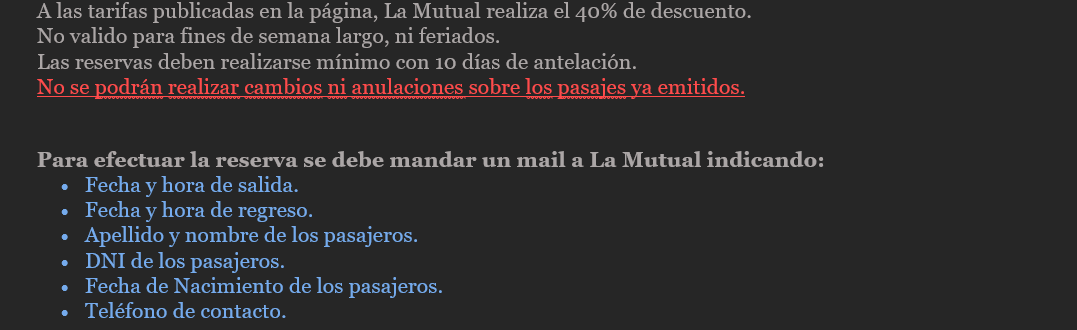 A las tarifas publicadas en la página, La Mutual realiza el 40% de descuento.
No valido para fines de semana largo, ni feriados.
Las reservas deben realizarse mínimo con 10 días de antelación.
No se podrán realizar cambios ni anulaciones sobre los pasajes ya emitidos.
Para efectuar la reserva se debe mandar un mail a La Mutual indicando:
• Fecha y hora de salida.
• Fecha y hora de regreso.
• Apellido y nombre de los pasajeros.
• DNI de los pasajeros.
• Fecha de Nacimiento de los pasajeros.
• Teléfono de contacto.